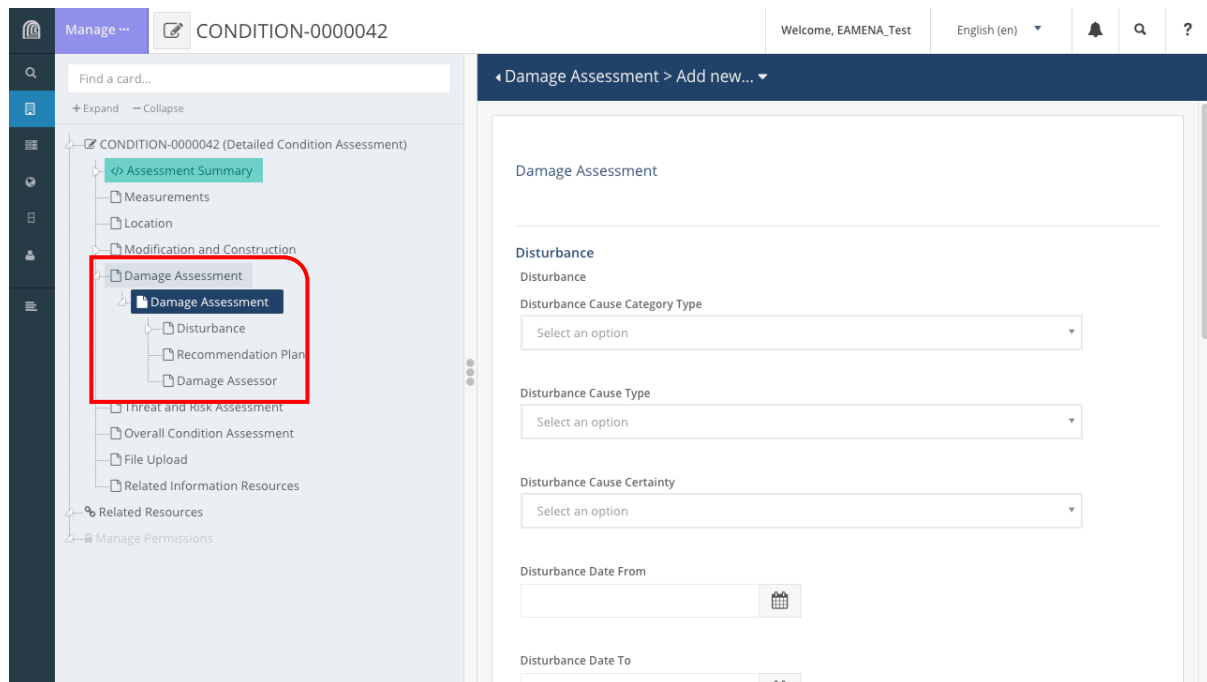 Manage ···
CONDITION-0000042
Welcome, EAMENA_Test
English (en)
?
Find a card...
+ Expand − Collapse
CONDITION-0000042 (Detailed Condition Assessment)
</> Assessment Summary
Measurements
Location
Modification and Construction
Damage Assessment
Damage Assessment
Disturbance
Recommendation Plan
Damage Assessor
Threat and Risk Assessment
Overall Condition Assessment
File Upload
Related Information Resources
Related Resources
Manage Permissions
Damage Assessment > Add new...
Damage Assessment
Disturbance
Disturbance
Disturbance Cause Category Type
Select an option
Disturbance Cause Type
Select an option
Disturbance Cause Certainty
Select an option
Disturbance Date From
Disturbance Date To